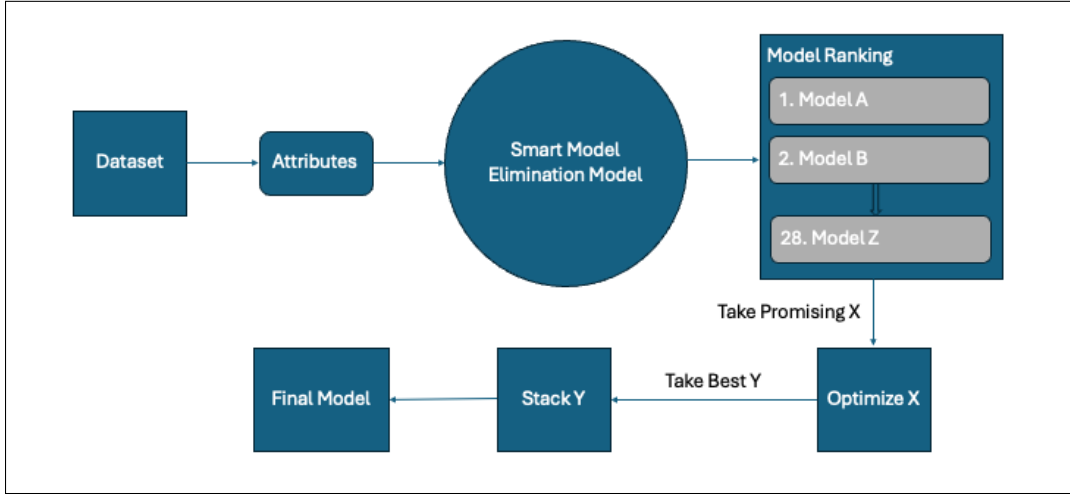 Dataset
Attributes
Smart Model
Elimination Model
Model Ranking
1. Model A
2. Model B
28. Model Z
Take Promising X
Optimize X
Take Best Y
Stack Y
Final Model